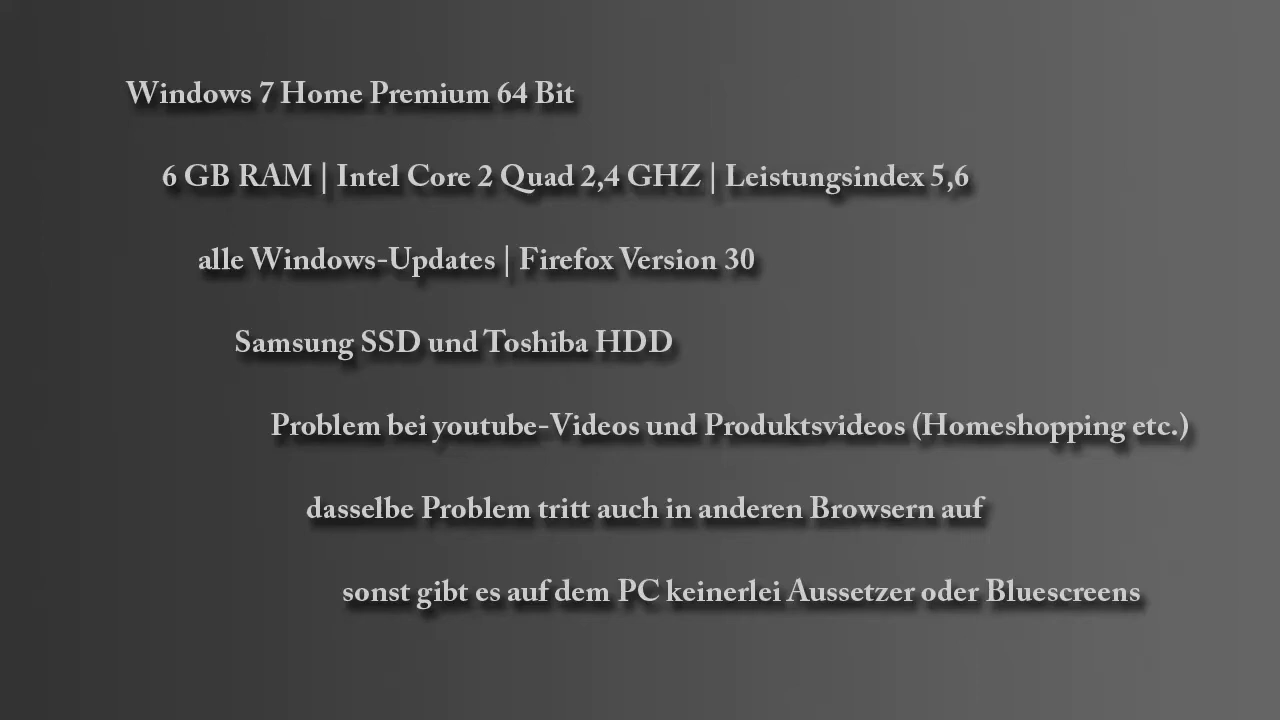 Windows 7 Home Premium 64 Bit
6 GB RAM | Intel Core 2 Quad 2,4 GHZ | Leistungsindex 5,6
alle Windows-Updates | Firefox Version 30
Samsung SSD und Toshiba HDD
Problem bei youtube-Videos und Produktsvideos (Homeshopping etc.)
dasselbe Problem tritt auch in anderen Browsern auf
sonst gibt es auf dem PC keinerlei Aussetzer oder Bluescreens